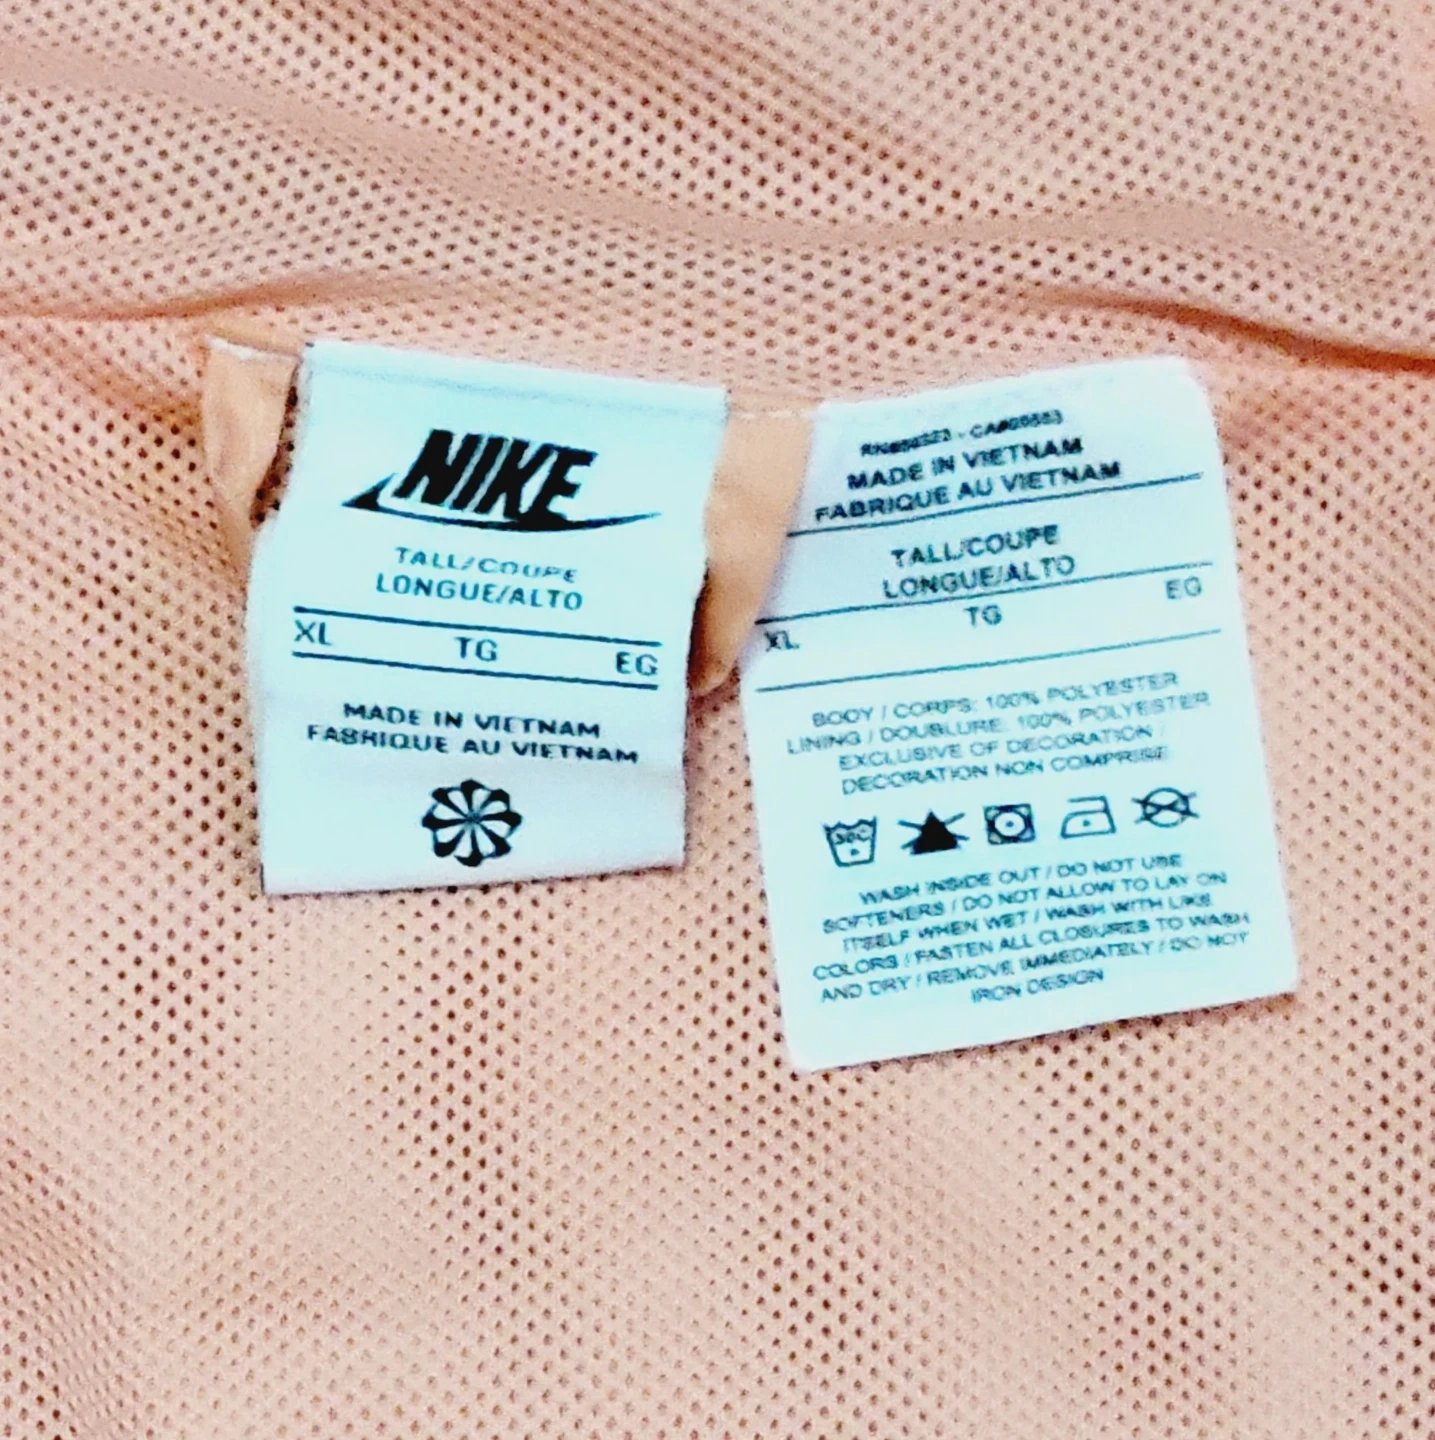 NIKE
TALL/COUPE
LONGUE/ALTO
XL TG EG
MADE IN VIETNAM
FABRIQUE AU VIETNAM
MADE IN VIETNAM
FABRIQUE AU VIETNAM
TALL/COUPE
LONGUE/ALTO
XL TG EG
BODY / CORPS: 100% POLYESTER
LINING / DOUBLURE: 100% POLYESTER
EXCLUSIVE OF DECORATION /
DECORATION NON COMPRISE
30C
WASH INSIDE OUT / DO NOT USE
SOFTENERS / DO NOT ALLOW TO LAY ON
ITSELF WHEN WET / WASH WITH LIKE
COLORS / FASTEN ALL CLOSURES TO WASH
AND DRY / REMOVE IMMEDIATELY / DO NOT
IRON DESIGN